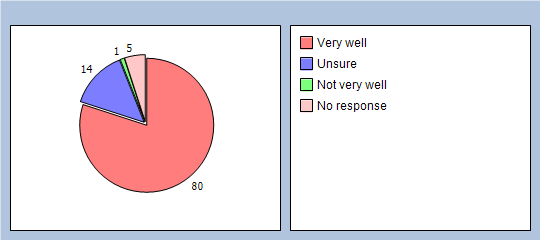 1 5
14
80
Very well
Unsure
Not very well
No response